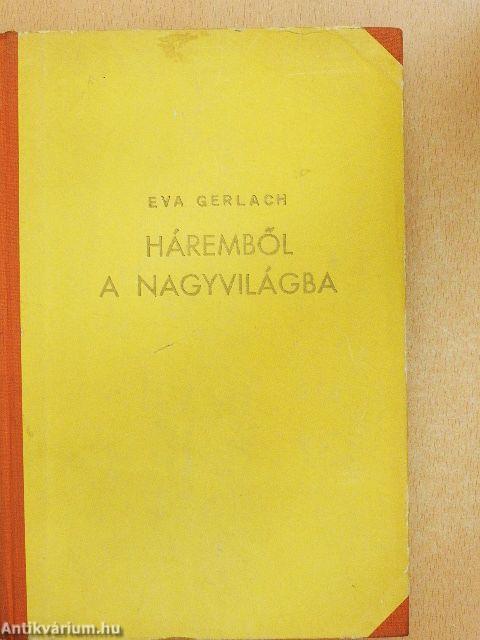 EVA GERLACH
HÁREMBŐL
A NAGYVILÁGBA
Antikvárium.hu